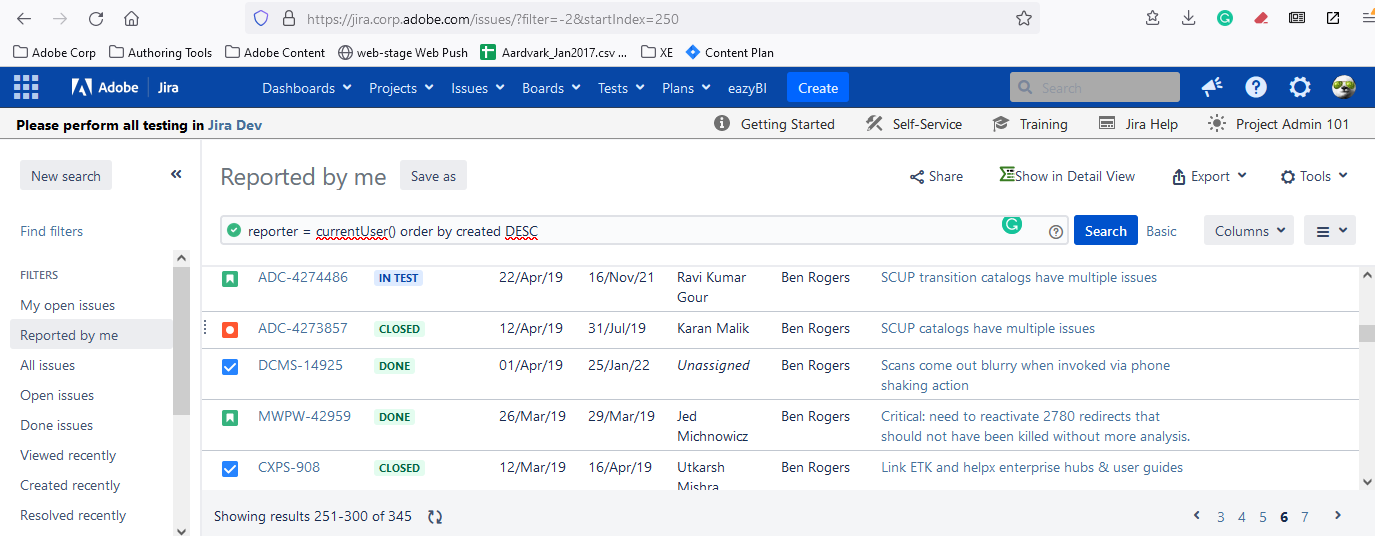 https://jira.corp.adobe.com/issues/?filter=-2&startIndex=250
Adobe Corp Authoring Tools Adobe Content web-stage Web Push Aardvark_Jan2017.csv ... XE Content Plan
Adobe Jira Dashboards Projects Issues Boards Tests Plans eazyBI Create Search
Please perform all testing in Jira Dev Getting Started Self-Service Training Jira Help Project Admin 101
New search « Reported by me Save as Share Show in Detail View Export Tools
Find filters reporter = currentUser() order by created DESC Search Basic Columns
FILTERS
My open issues
Reported by me
All issues
Open issues
Done issues
Viewed recently
Created recently
Resolved recently
ADC-4274486 IN TEST 22/Apr/19 16/Nov/21 Ravi Kumar Gour Ben Rogers SCUP transition catalogs have multiple issues
ADC-4273857 CLOSED 12/Apr/19 31/Jul/19 Karan Malik Ben Rogers SCUP catalogs have multiple issues
DCMS-14925 DONE 01/Apr/19 25/Jan/22 Unassigned Ben Rogers Scans come out blurry when invoked via phone
shaking action
MWPW-42959 DONE 26/Mar/19 29/Mar/19 Jed Michnowicz Ben Rogers Critical: need to reactivate 2780 redirects that
should not have been killed without more analysis.
CXPS-908 CLOSED 12/Mar/19 16/Apr/19 Utkarsh Mishra Ben Rogers Link ETK and helpx enterprise hubs & user guides
Showing results 251-300 of 345 3 4 5 6 7